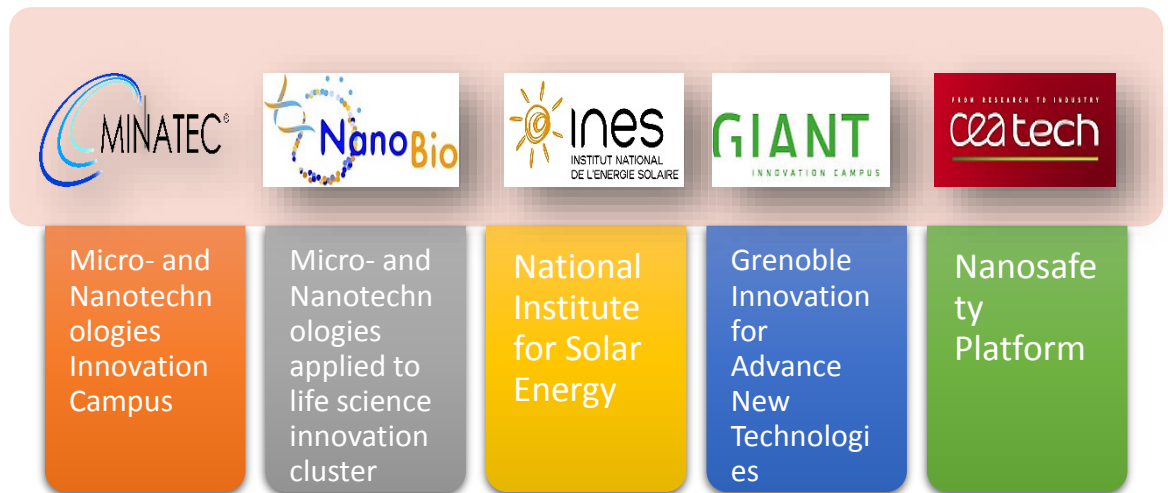 MINATEC®
NanoBio
ines
INSTITUT NATIONAL
DE L'ENERGIE SOLAIRE
GIANT
INNOVATION CAMPUS
FROM RESEARCH TO INDUSTRY
cea tech
Micro- and
Nanotechn
ologies
Innovation
Campus
Micro- and
Nanotechn
ologies
applied to
life science
innovation
cluster
National
Institute
for Solar
Energy
Grenoble
Innovation
for
Advance
New
Technologi
es
Nanosafe
ty
Platform